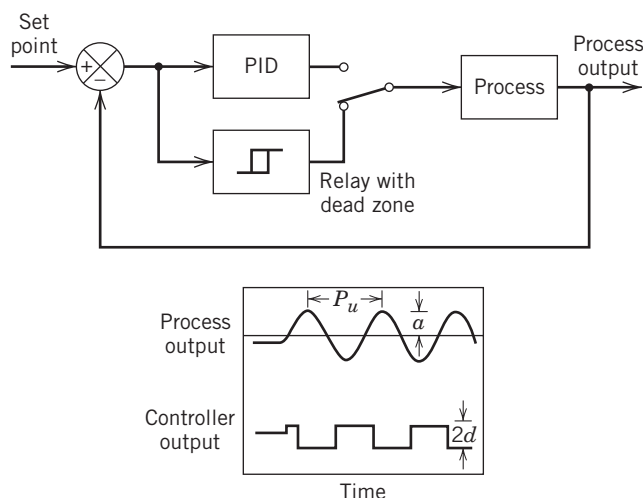 Set
point
+
−
PID
Process
Process
output
Relay with
dead zone
Process
output
P_u
a
Controller
output
2d
Time